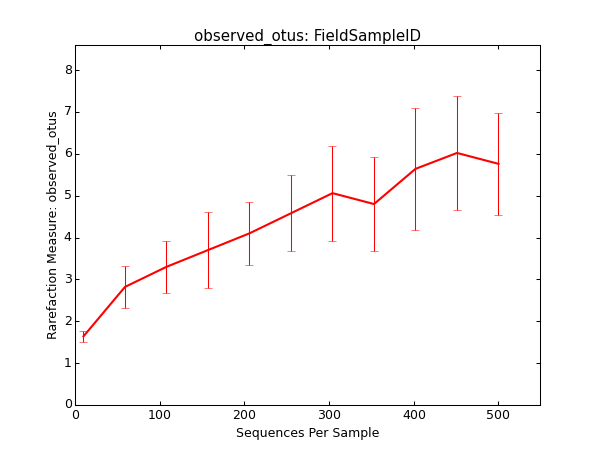 observed_otus: FieldSampleID
Rarefaction Measure: observed_otus
8
7
6
5
4
3
2
1
0
0 100 200 300 400 500
Sequences Per Sample